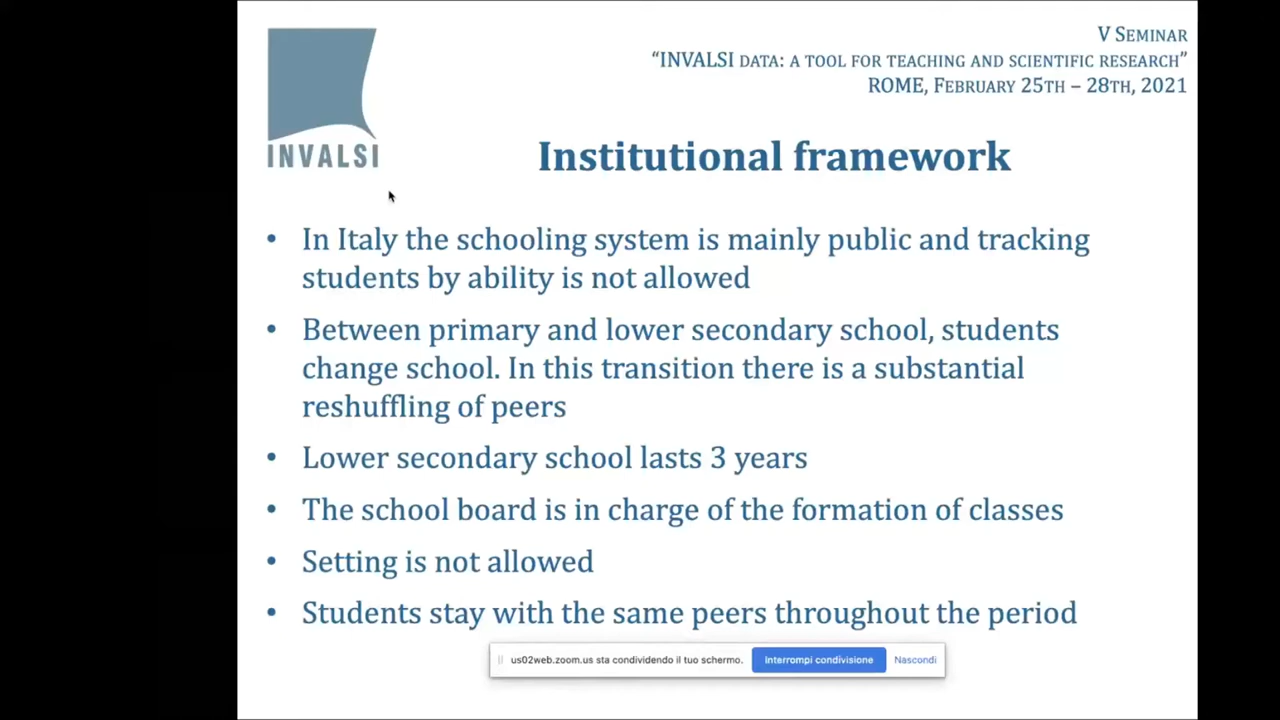 V SEMINAR
“INVALSI DATA: A TOOL FOR TEACHING AND SCIENTIFIC RESEARCH”
ROME, FEBRUARY 25TH – 28TH, 2021
INVALSI
Institutional framework
• In Italy the schooling system is mainly public and tracking
students by ability is not allowed
• Between primary and lower secondary school, students
change school. In this transition there is a substantial
reshuffling of peers
• Lower secondary school lasts 3 years
• The school board is in charge of the formation of classes
• Setting is not allowed
• Students stay with the same peers throughout the period
us02web.zoom.us sta condividendo il tuo schermo. Interrompi condivisione Nascondi